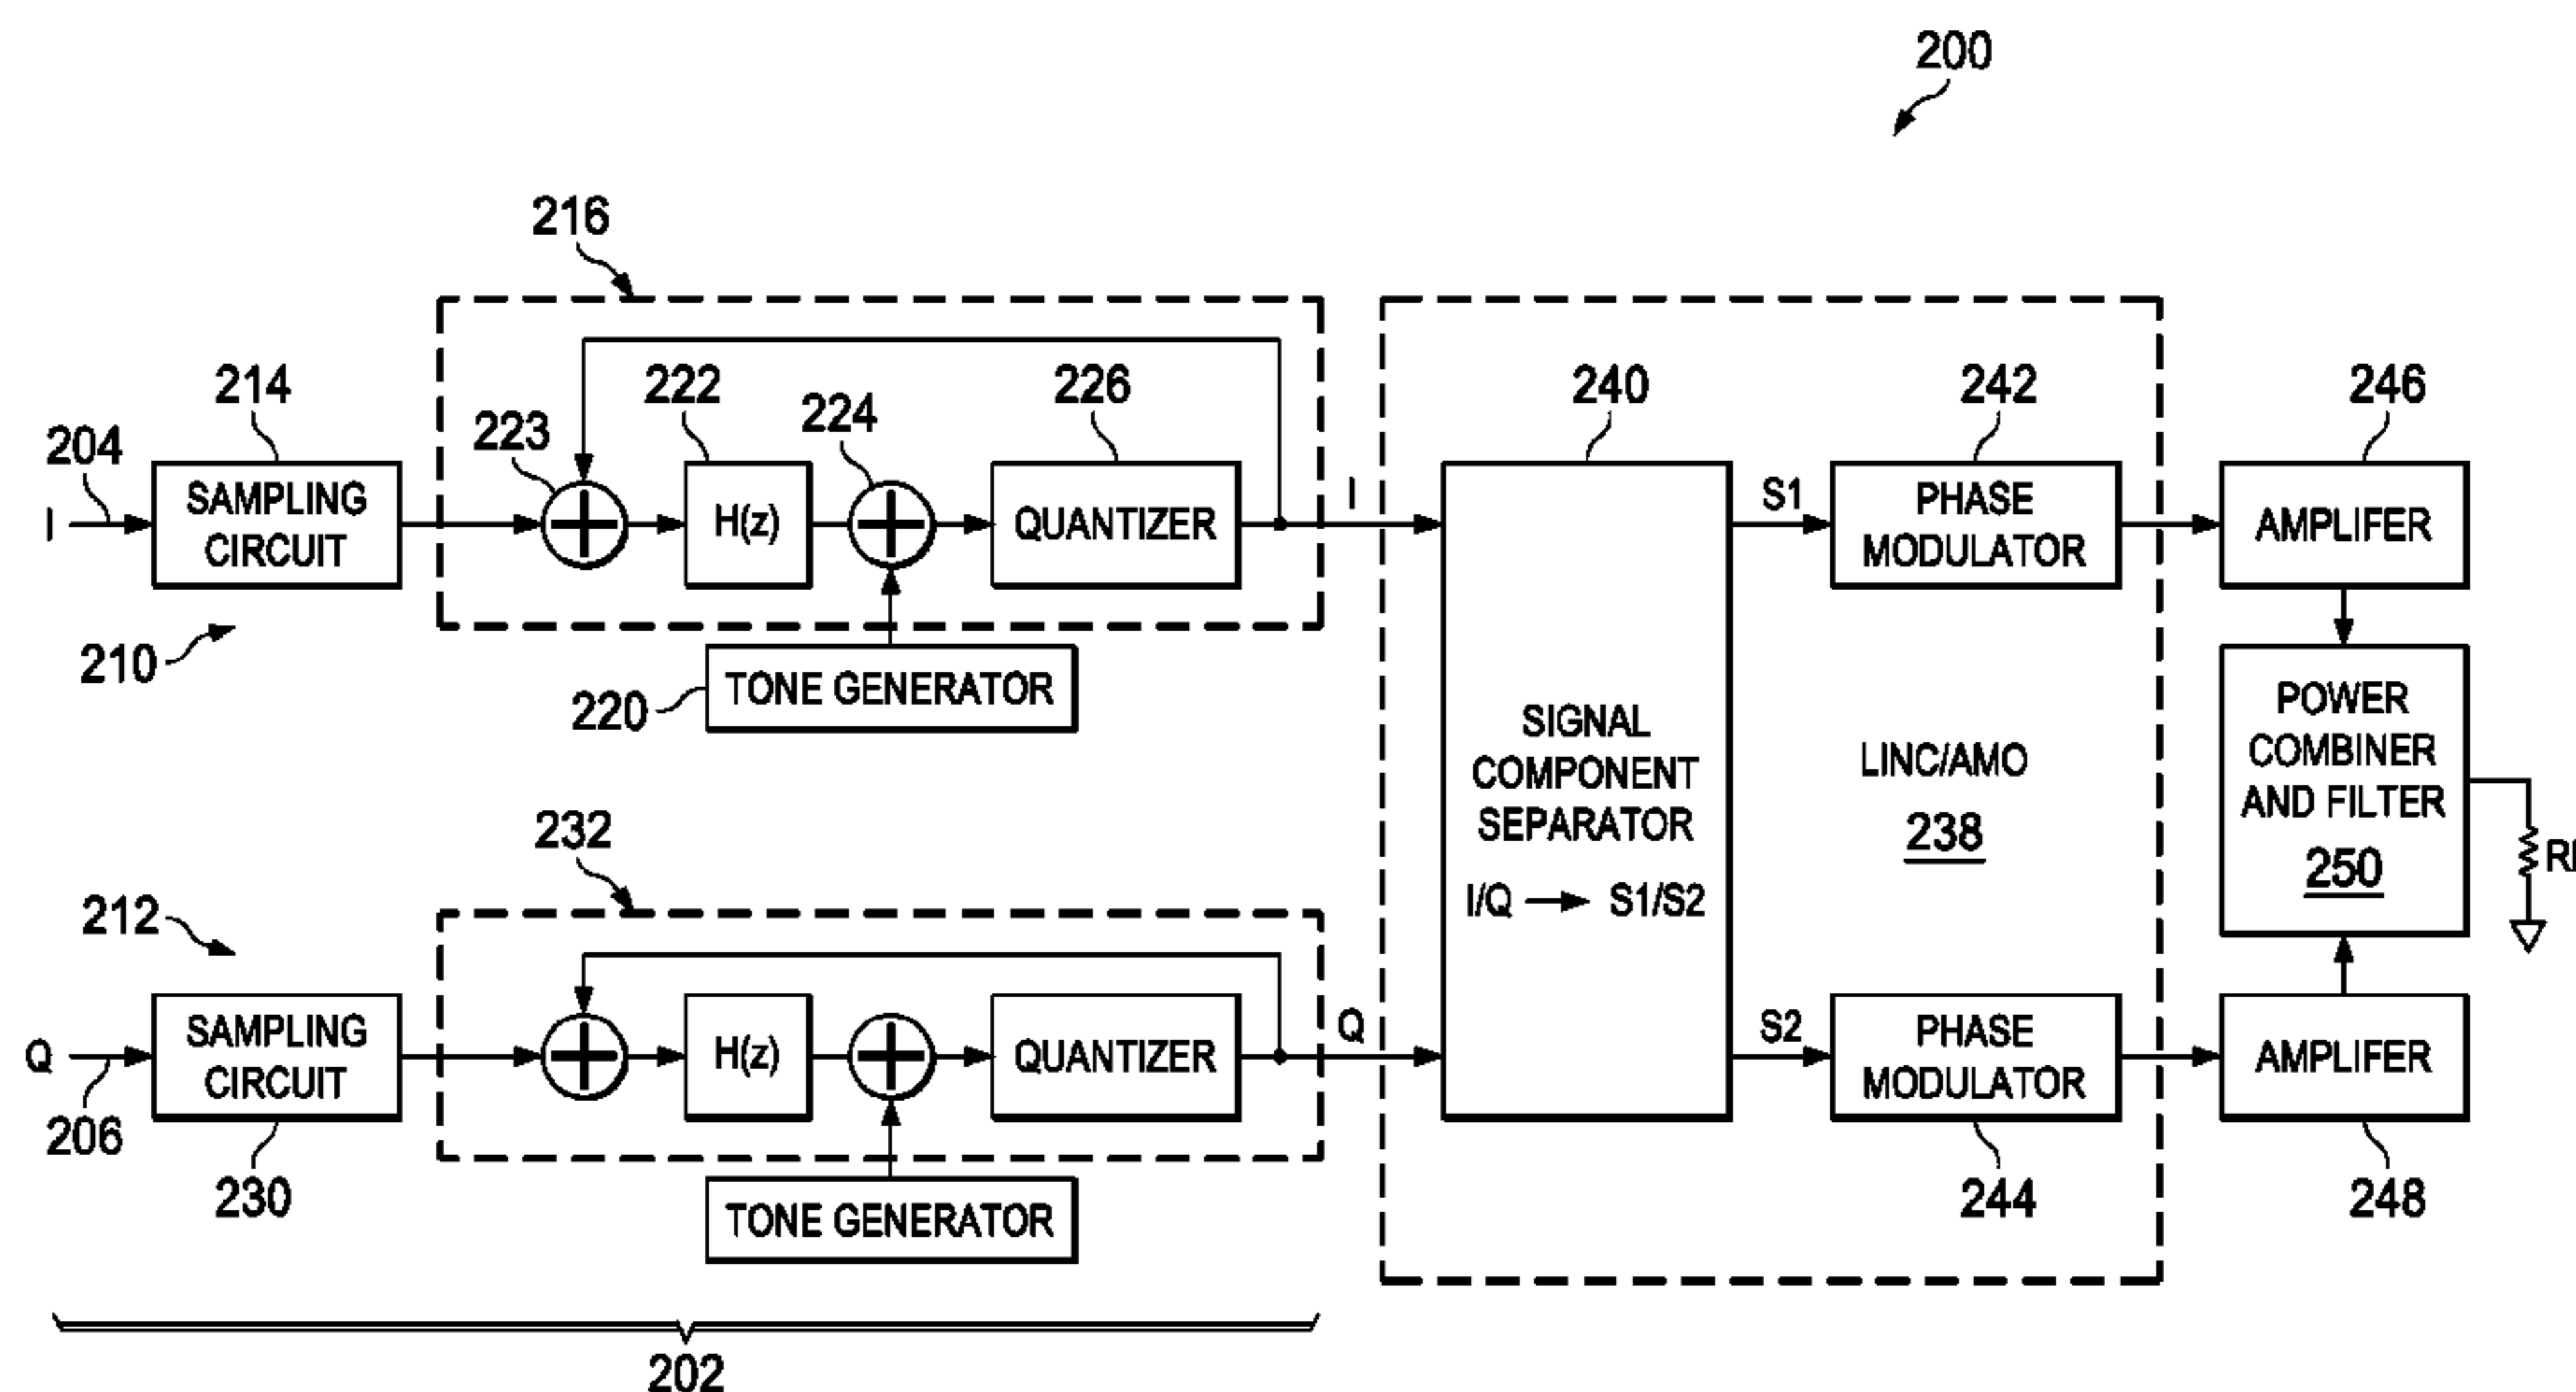 200
216
214
222
226
240
242
246
223
224
204
I
SAMPLING
CIRCUIT
H(z)
QUANTIZER
I
S1
PHASE
MODULATOR
AMPLIFER
210
220
TONE GENERATOR
SIGNAL
COMPONENT
SEPARATOR
I/Q
S1/S2
LINC/AMO
238
POWER
COMBINER
AND FILTER
250
232
212
Q
206
SAMPLING
CIRCUIT
230
H(z)
QUANTIZER
Q
S2
PHASE
MODULATOR
244
AMPLIFER
248
TONE GENERATOR
202